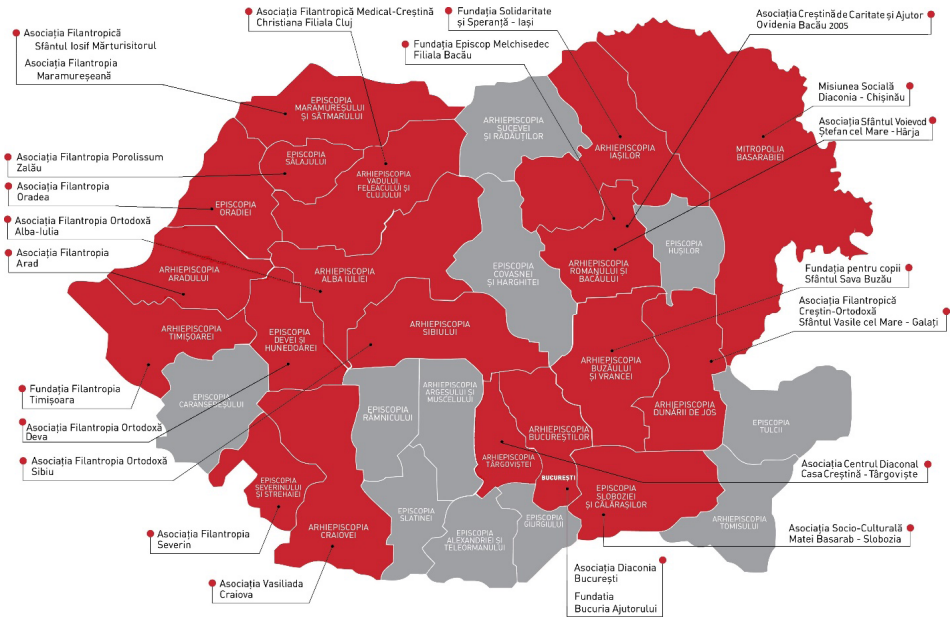 Asociația Filantropică
Sfântul Iosif Mărturisitorul
Asociația Filantropia
Maramureșeană
Asociația Filantropică Medical-Creștină
Christiana Filiala Cluj
Fundația Solidaritate
și Speranță - Iași
Fundația Episcop Melchisedec
Filiala Bacău
Asociația Creștină de Caritate și Ajutor
Ovidenia Bacău 2005
Misiunea Socială
Diaconia - Chișinău
Asociația Sfântul Voievod
Ștefan cel Mare - Hârja
Asociația Filantropia Porolissum
Zalău
Asociația Filantropia
Oradea
Asociația Filantropia Ortodoxă
Alba-Iulia
Asociația Filantropia
Arad
Fundația pentru copii
Sfântul Sava Buzău
Asociația Filantropică
Creștin-Ortodoxă
Sfântul Vasile cel Mare - Galați
Fundația Filantropia
Timișoara
Asociația Filantropia Ortodoxă
Deva
Asociația Filantropia Ortodoxă
Sibiu
Asociația Filantropia
Severin
Asociația Vasiliada
Craiova
Asociația Centrul Diaconal
Casa Creștină - Târgoviște
Asociația Socio-Culturală
Matei Basarab - Slobozia
Asociația Diaconia
București
Fundatia
Bucuria Ajutorului
EPISCOPIA
MARAMUREȘULUI
ȘI SĂTMARULUI
EPISCOPIA
SĂLAJULUI
ARHIEPISCOPIA
VADULUI,
FELEACULUI ȘI
CLUJULUI
ARHIEPISCOPIA
SUCEVEI
ȘI RĂDĂUȚILOR
ARHIEPISCOPIA
IAȘILOR
MITROPOLIA
BASARABIEI
EPISCOPIA
ORADIEI
ARHIEPISCOPIA
ARADULUI
ARHIEPISCOPIA
ALBA IULIEI
EPISCOPIA
COVASNEI
ȘI HARGHITEI
ARHIEPISCOPIA
ROMANULUI ȘI
BACĂULUI
EPISCOPIA
HUȘILOR
ARHIEPISCOPIA
TIMIȘOAREI
EPISCOPIA
DEVEI ȘI
HUNEDOAREI
ARHIEPISCOPIA
SIBIULUI
ARHIEPISCOPIA
BUZĂULUI
ȘI VRANCEI
EPISCOPIA
CARANSEBEȘULUI
EPISCOPIA
RÂMNICULUI
ARHIEPISCOPIA
ARGEȘULUI ȘI
MUSCELULUI
ARHIEPISCOPIA
BUCUREȘTILOR
ARHIEPISCOPIA
DUNĂRII DE JOS
EPISCOPIA
TULCII
ARHIEPISCOPIA
TÂRGOVIȘTEI
BUCUREȘTI
EPISCOPIA
SEVERINULUI
ȘI STREHAIEI
ARHIEPISCOPIA
CRAIOVEI
EPISCOPIA
SLATINEI
EPISCOPIA
ALEXANDRIEI ȘI
TELEORMANULUI
EPISCOPIA
GIURGIULUI
EPISCOPIA
SLOBOZIEI
ȘI CĂLĂRAȘILOR
ARHIEPISCOPIA
TOMISULUI